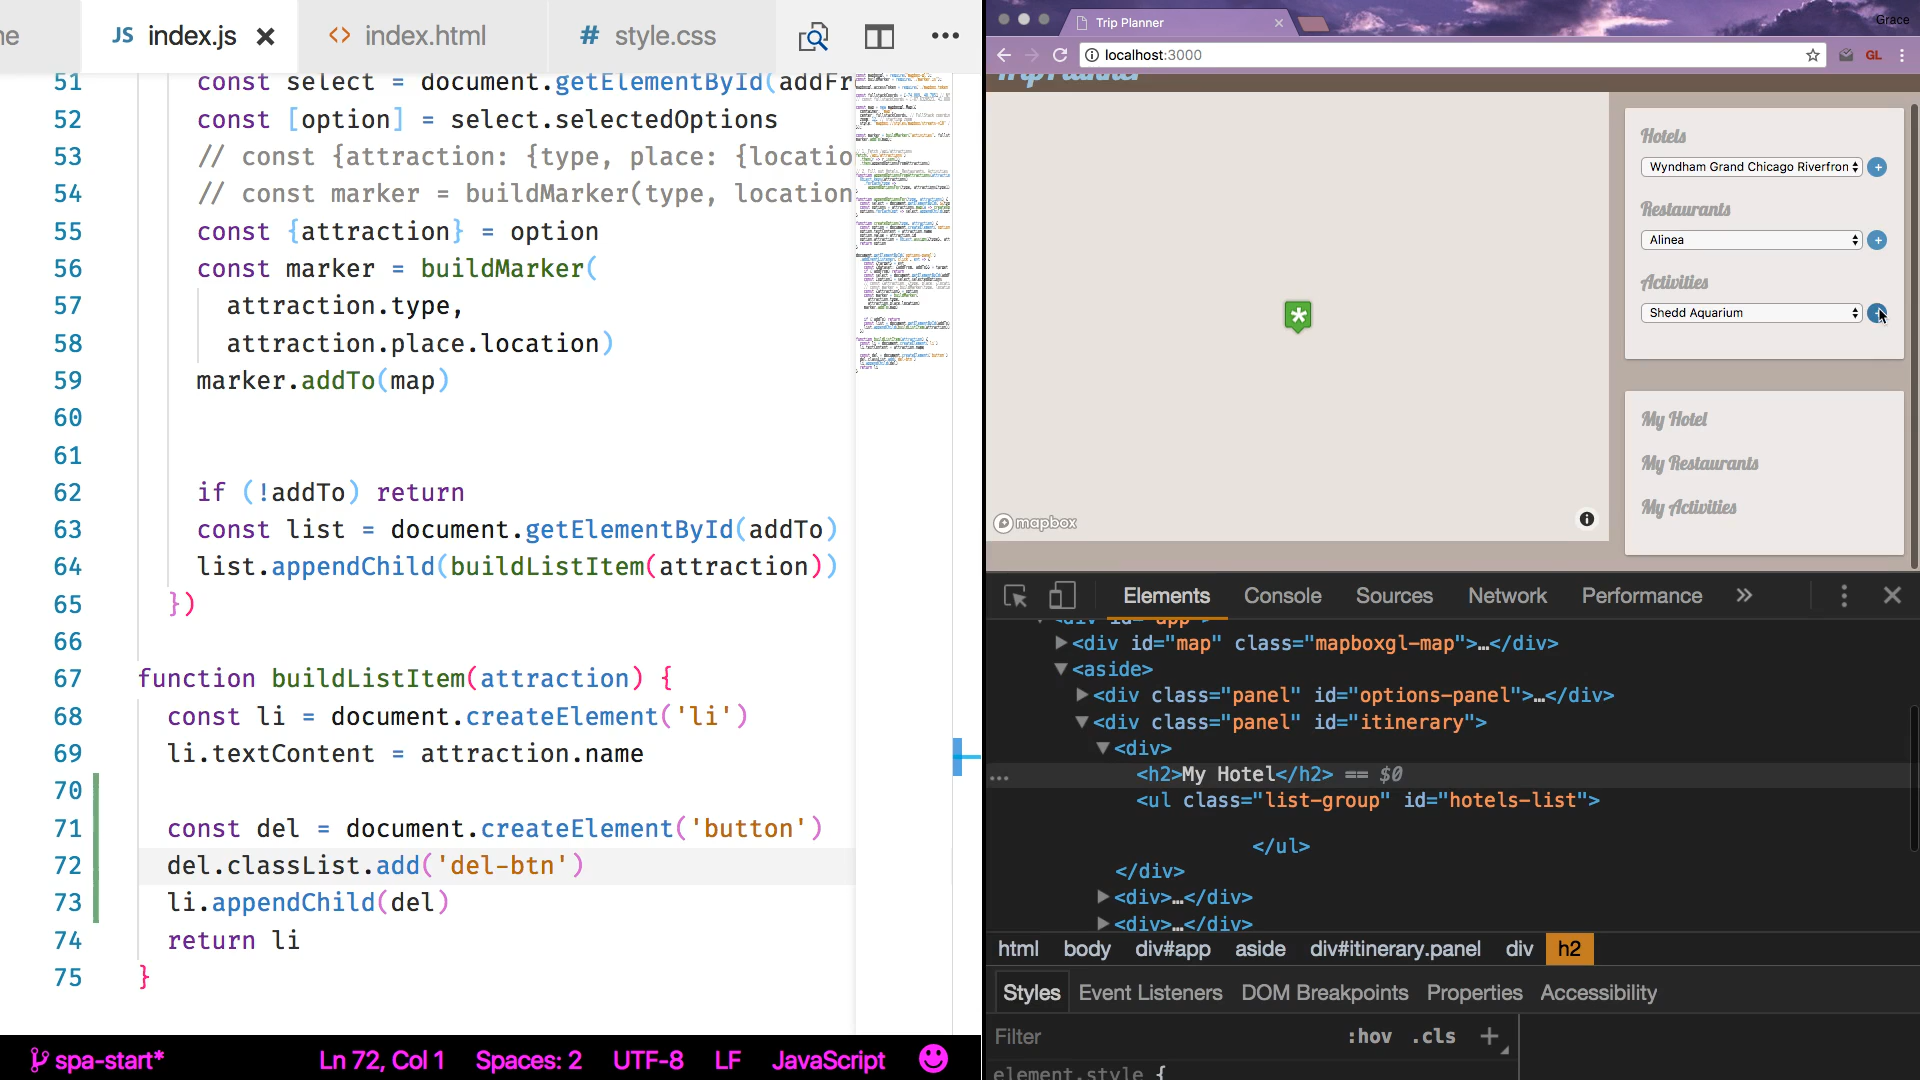 ne
JS index.js
<> index.html
# style.css
51 const select = document.getElementById(addFr
52 const [option] = select.selectedOptions
53 // const {attraction: {type, place: {locatio
54 // const marker = buildMarker(type, location
55 const {attraction} = option
56 const marker = buildMarker(
57 attraction.type,
58 attraction.place.location)
59 marker.addTo(map)
60
61
62 if (!addTo) return
63 const list = document.getElementById(addTo)
64 list.appendChild(buildListItem(attraction))
65 })
66
67 function buildListItem(attraction) {
68 const li = document.createElement('li')
69 li.textContent = attraction.name
70
71 const del = document.createElement('button')
72 del.classList.add('del-btn')
73 li.appendChild(del)
74 return li
75 }
spa-start* Ln 72, Col 1 Spaces: 2 UTF-8 LF JavaScript
Trip Planner
Grace
localhost:3000
GL
Trip Planner
Hotels
Wyndham Grand Chicago Riverfron
Restaurants
Alinea
Activities
Shedd Aquarium
mapbox
My Hotel
My Restaurants
My Activities
Elements Console Sources Network Performance »
<div id="app">
<div id="map" class="mapboxgl-map">…</div>
<aside>
<div class="panel" id="options-panel">…</div>
<div class="panel" id="itinerary">
<div>
<h2>My Hotel</h2> == $0
<ul class="list-group" id="hotels-list">
</ul>
</div>
<div>…</div>
<div>…</div>
html body div#app aside div#itinerary.panel div h2
Styles Event Listeners DOM Breakpoints Properties Accessibility
Filter :hov .cls +
element.style {